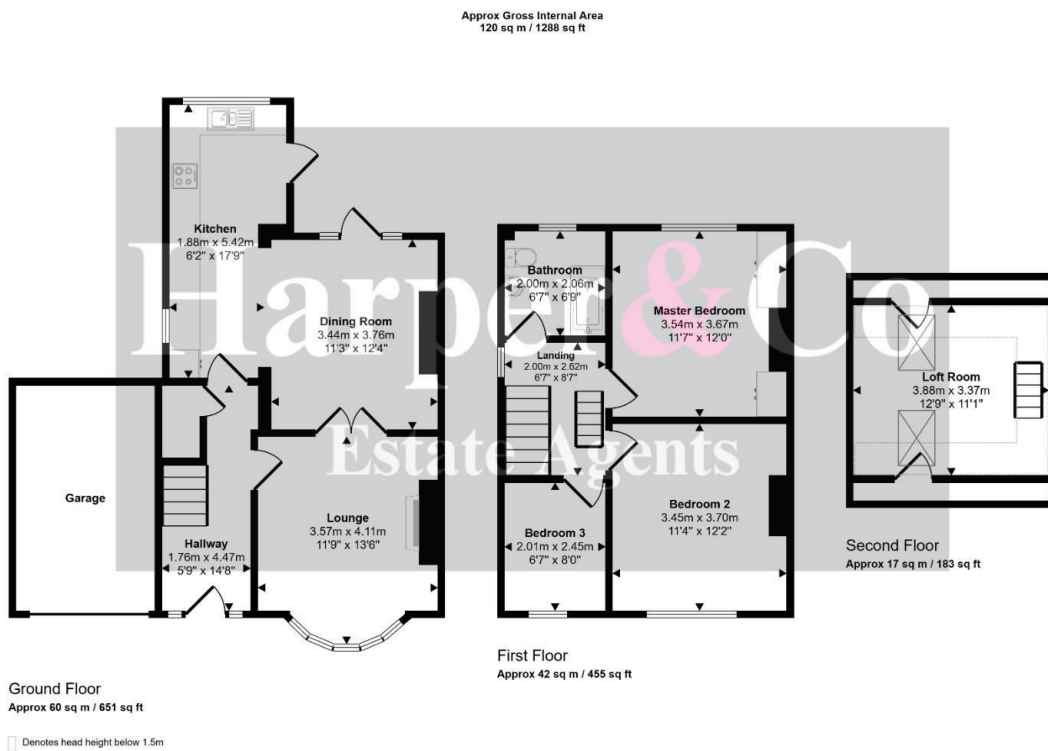 Approx Gross Internal Area
120 sq m / 1288 sq ft
Harper&Co
Estate Agents
Kitchen
1.88m x 5.42m
6'2" x 17'9"
Dining Room
3.44m x 3.76m
11'3" x 12'4"
Garage
Hallway
1.76m x 4.47m
5'9" x 14'8"
Lounge
3.57m x 4.11m
11'9" x 13'6"
Ground Floor
Approx 60 sq m / 651 sq ft
Bathroom
2.00m x 2.06m
6'7" x 6'9"
Master Bedroom
3.54m x 3.67m
11'7" x 12'0"
Landing
2.00m x 2.62m
6'7" x 8'7"
Bedroom 2
3.45m x 3.70m
11'4" x 12'2"
Bedroom 3
2.01m x 2.45m
6'7" x 8'0"
First Floor
Approx 42 sq m / 455 sq ft
Loft Room
3.88m x 3.37m
12'9" x 11'1"
Second Floor
Approx 17 sq m / 183 sq ft
Denotes head height below 1.5m